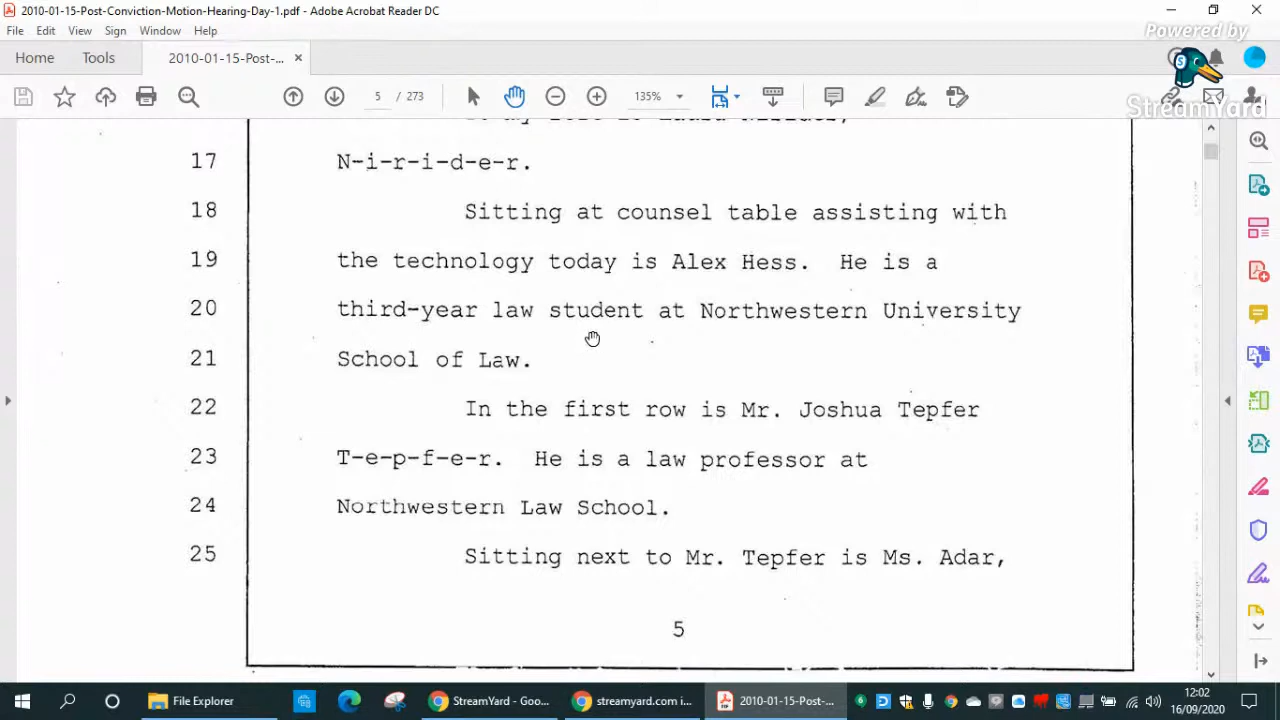 2010-01-15-Post-Conviction-Motion-Hearing-Day-1.pdf - Adobe Acrobat Reader DC
File Edit View Sign Window Help
Powered by
Home Tools 2010-01-15-Post-... ×
StreamYard
5 / 273 135%
17 N-i-r-i-d-e-r.
18 Sitting at counsel table assisting with
19 the technology today is Alex Hess. He is a
20 third-year law student at Northwestern University
21 School of Law.
22 In the first row is Mr. Joshua Tepfer
23 T-e-p-f-e-r. He is a law professor at
24 Northwestern Law School.
25 Sitting next to Mr. Tepfer is Ms. Adar,
5
File Explorer StreamYard - Goo... streamyard.com i... 2010-01-15-Post-... 12:02
16/09/2020